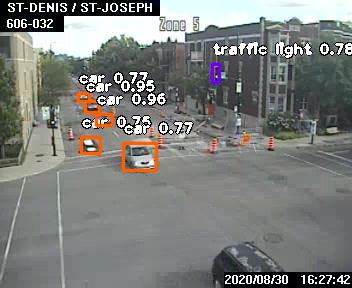 ST-DENIS / ST-JOSEPH
606-032
Zone 5
traffic light 0.78
car 0.77
car 0.95
car 0.96
car 0.75
car 0.77
2020/08/30 16:27:42